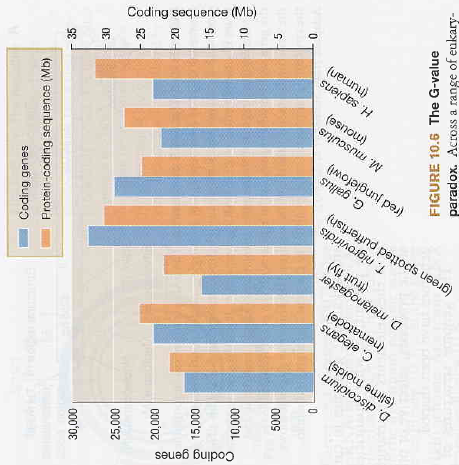 Coding genes
Protein-coding sequence (Mb)
Coding sequence (Mb)
35
30
25
20
15
10
5
0
30,000
25,000
20,000
15,000
10,000
5000
0
Coding genes
D. discoidium
(slime molds)
C. elegans
(nematode)
D. melanogaster
(fruit fly)
T. nigroviridis
(green spotted pufferfish)
G. gallus
(red junglefowl)
M. musculus
(mouse)
H. sapiens
(human)
FIGURE 10.6 The G-value
paradox. Across a range of eukary-